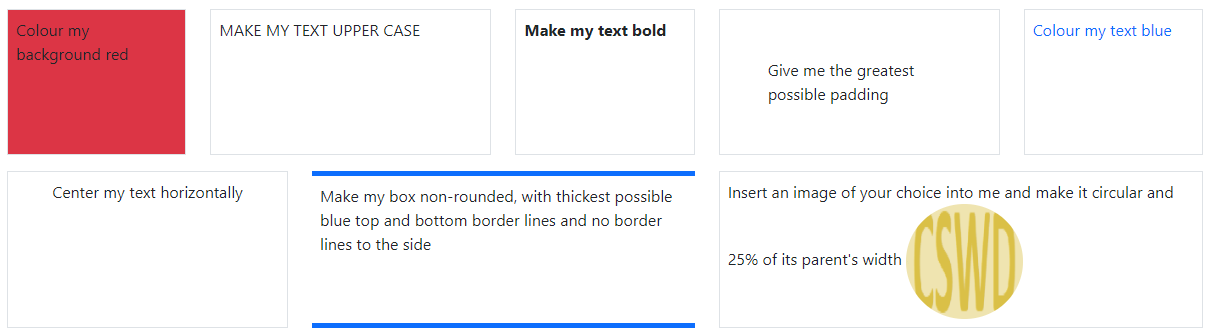 Colour my
background red
MAKE MY TEXT UPPER CASE
Make my text bold
Give me the greatest
possible padding
Colour my text blue
Center my text horizontally
Make my box non-rounded, with thickest possible
blue top and bottom border lines and no border
lines to the side
Insert an image of your choice into me and make it circular and
25% of its parent's width CSWD